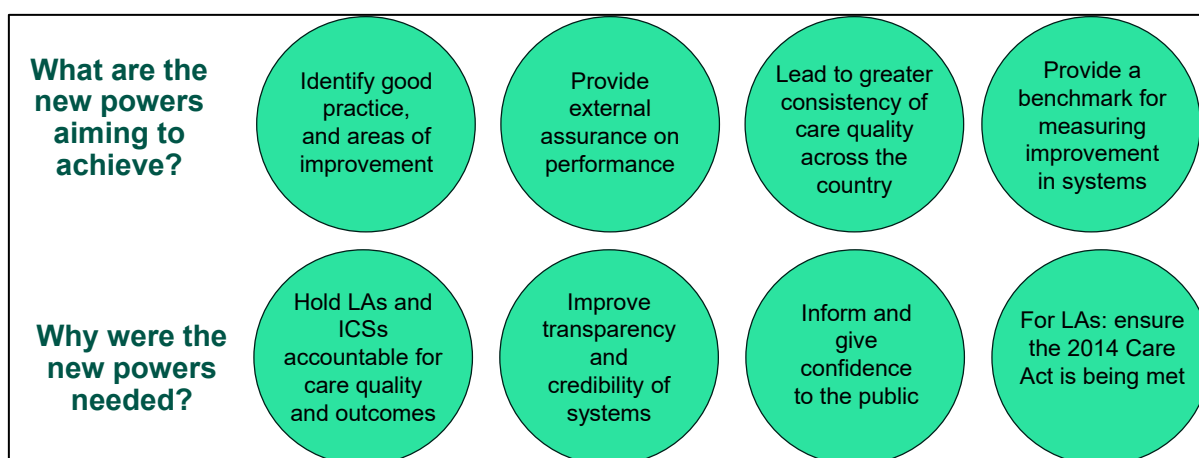 What are the
new powers
aiming to
achieve?
Identify good
practice,
and areas of
improvement
Provide
external
assurance on
performance
Lead to greater
consistency of
care quality
across the
country
Provide a
benchmark for
measuring
improvement
in systems
Why were the
new powers
needed?
Hold LAs and
ICSs
accountable for
care quality
and outcomes
Improve
transparency
and
credibility of
systems
Inform and
give
confidence
to the public
For LAs: ensure
the 2014 Care
Act is being met